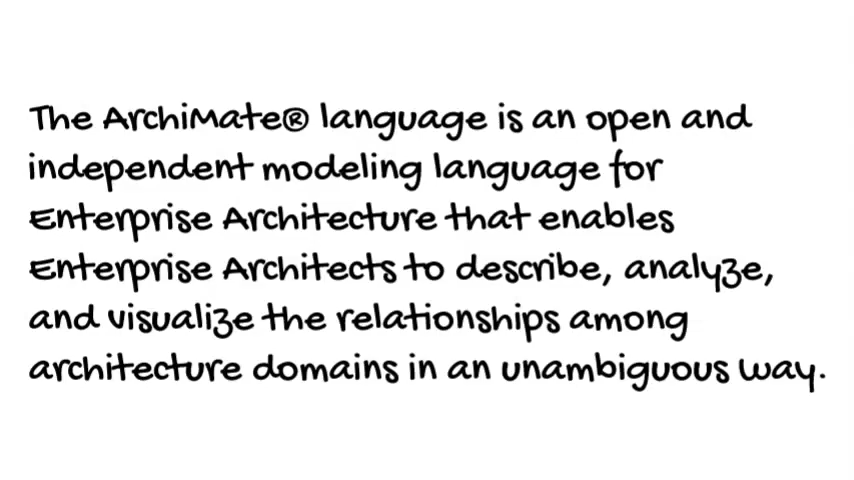 The ArchiMate® language is an open and
independent modeling language for
Enterprise Architecture that enables
Enterprise Architects to describe, analyze,
and visualize the relationships among
architecture domains in an unambiguous way.